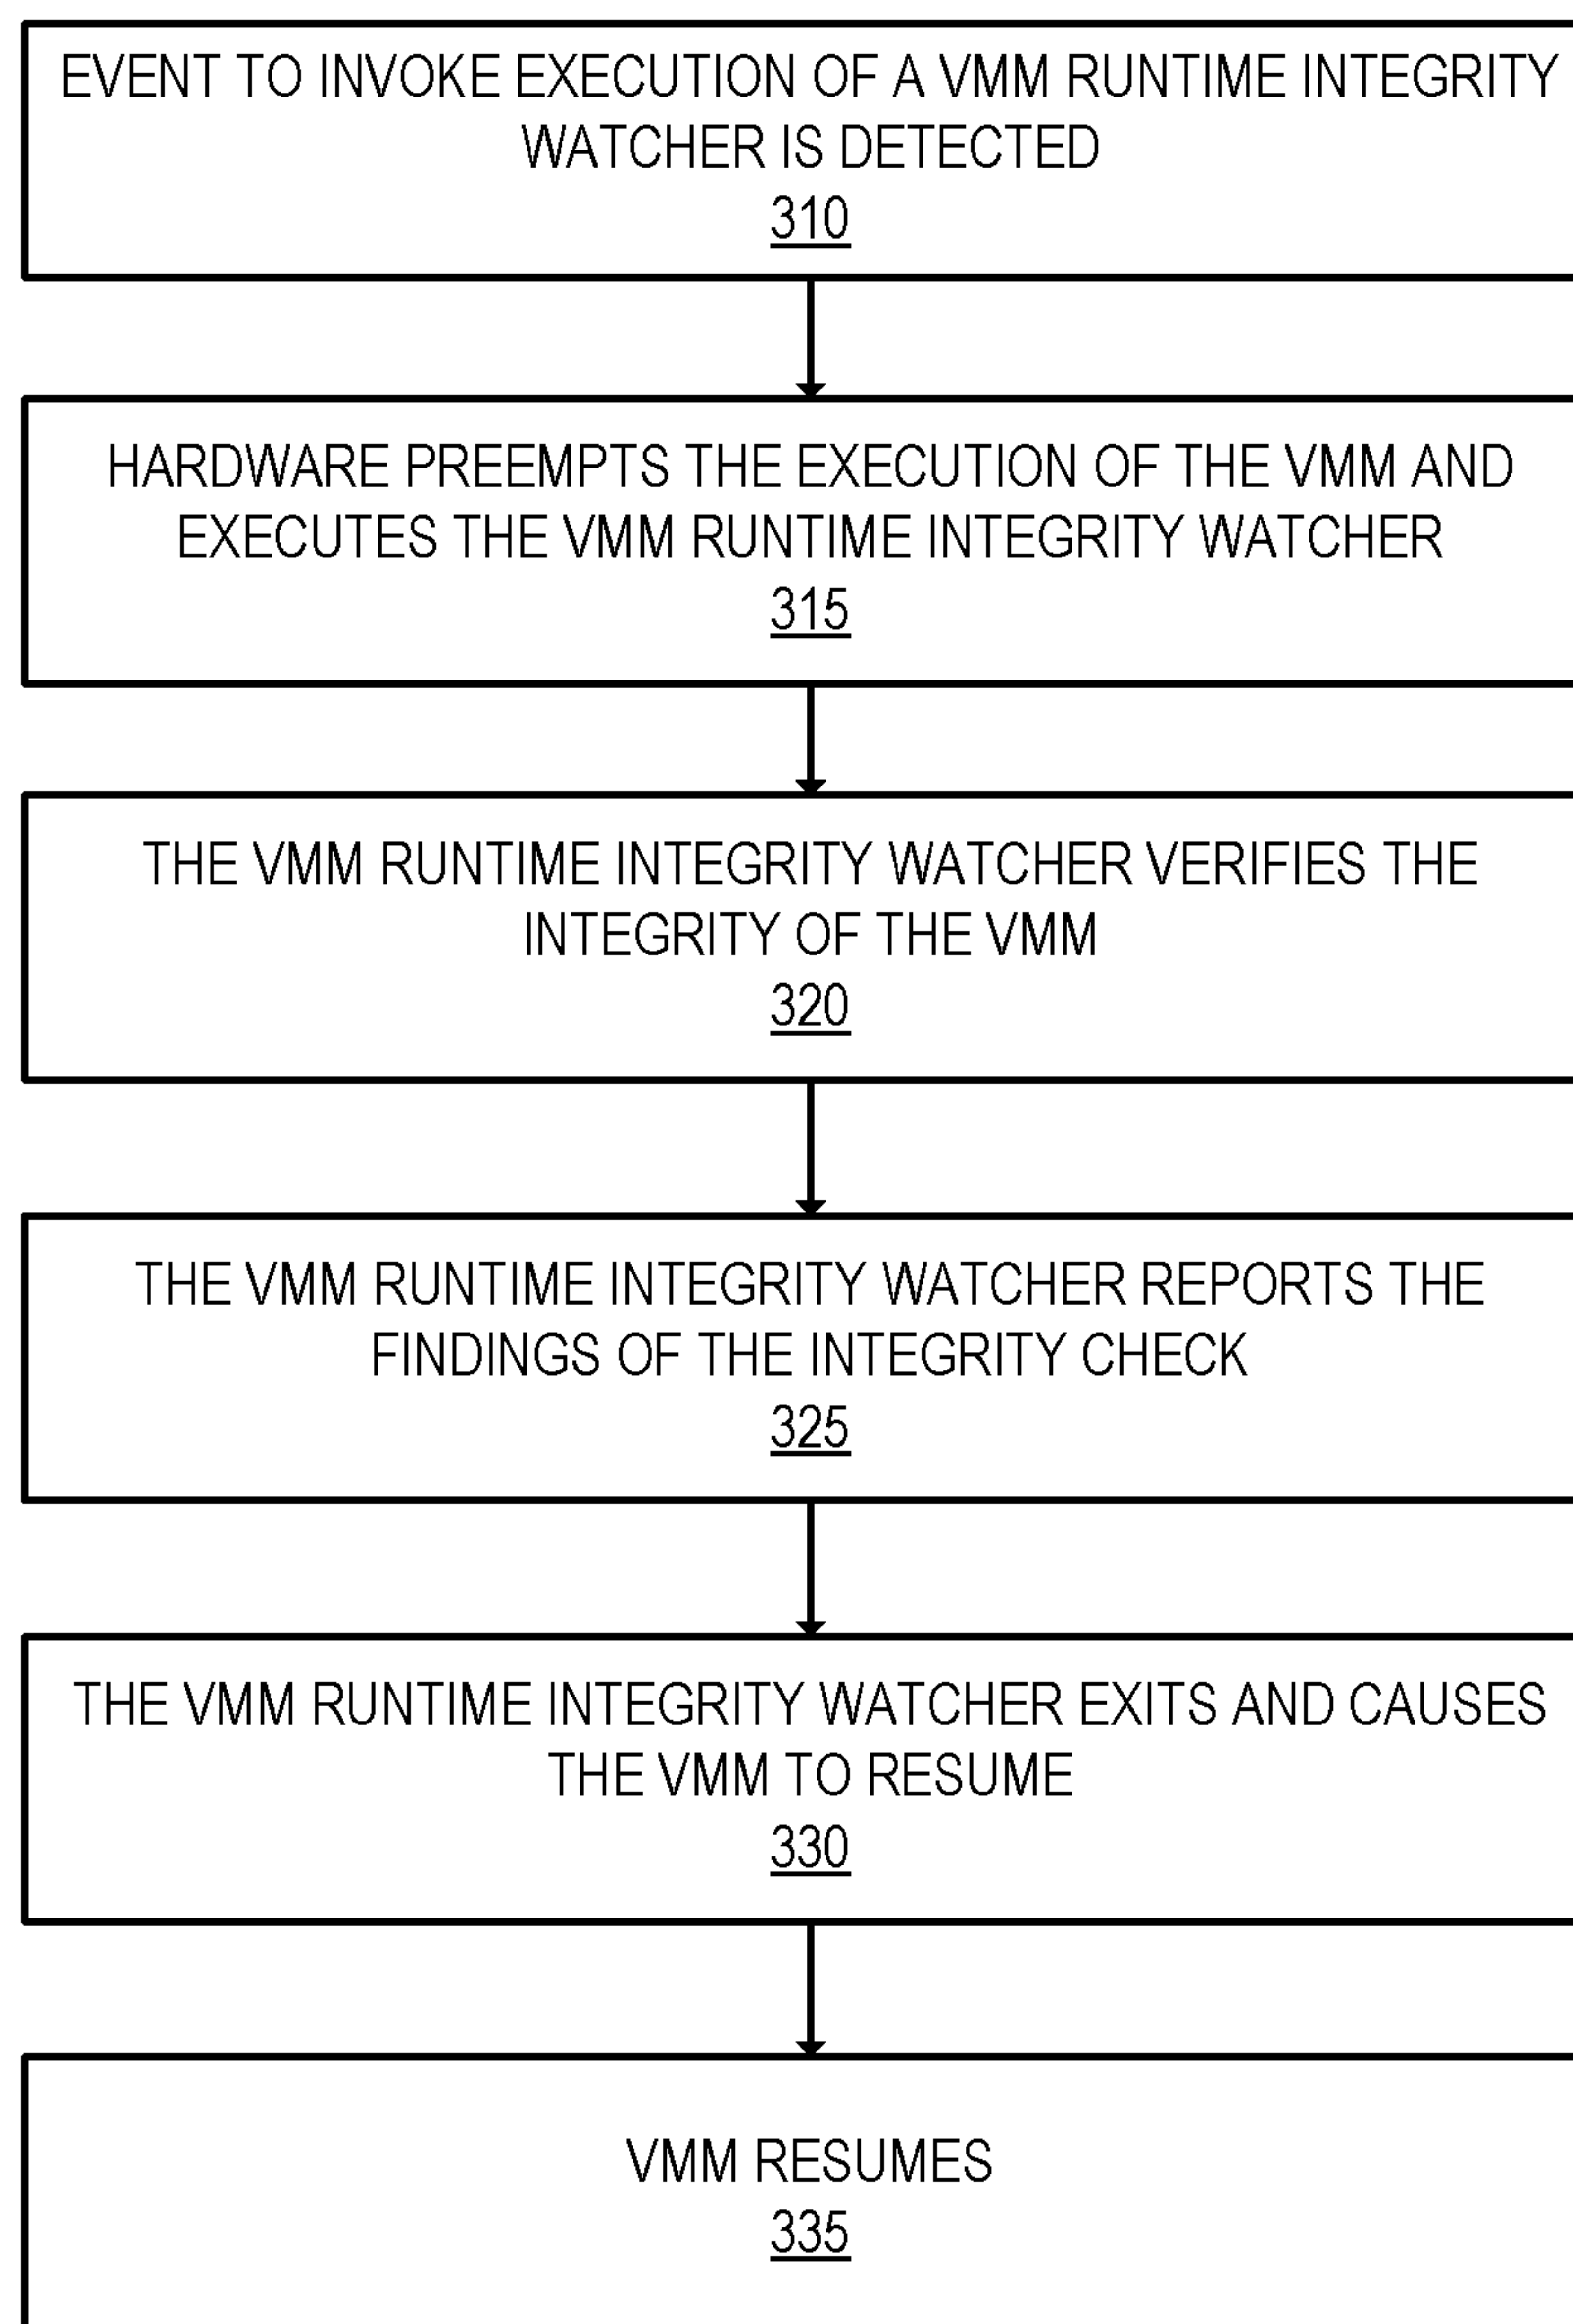 EVENT TO INVOKE EXECUTION OF A VMM RUNTIME INTEGRITY
WATCHER IS DETECTED
310
HARDWARE PREEMPTS THE EXECUTION OF THE VMM AND
EXECUTES THE VMM RUNTIME INTEGRITY WATCHER
315
THE VMM RUNTIME INTEGRITY WATCHER VERIFIES THE
INTEGRITY OF THE VMM
320
THE VMM RUNTIME INTEGRITY WATCHER REPORTS THE
FINDINGS OF THE INTEGRITY CHECK
325
THE VMM RUNTIME INTEGRITY WATCHER EXITS AND CAUSES
THE VMM TO RESUME
330
VMM RESUMES
335